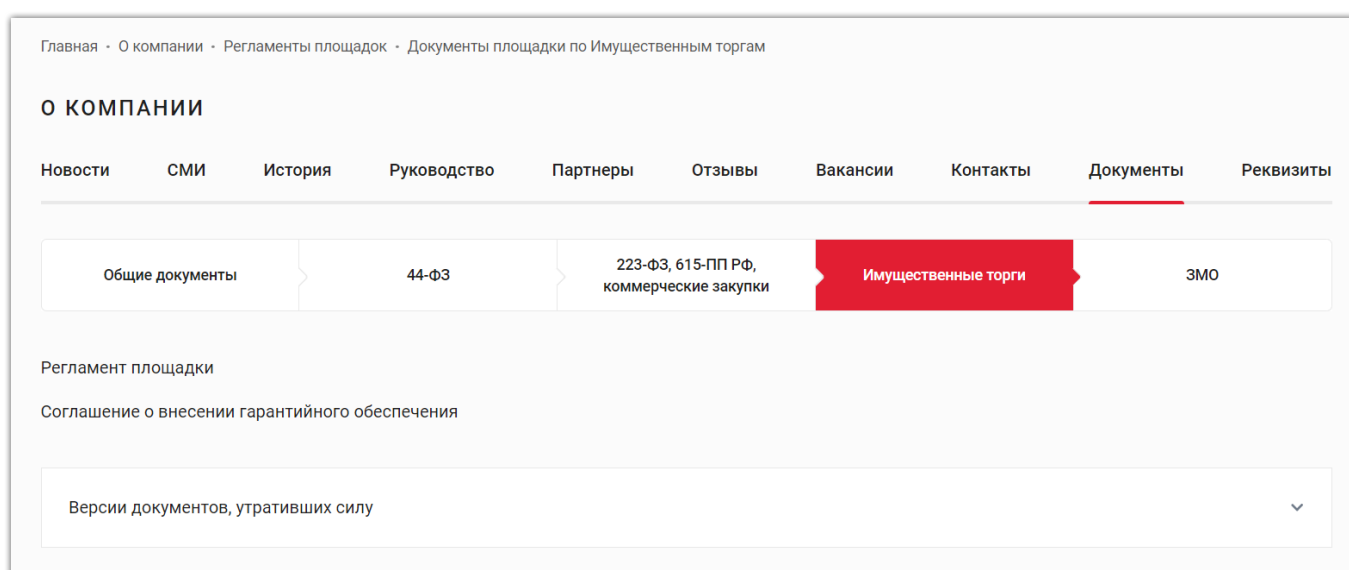 Главная · О компании · Регламенты площадок · Документы площадки по Имущественным торгам
О КОМПАНИИ
Новости СМИ История Руководство Партнеры Отзывы Вакансии Контакты Документы Реквизиты
Общие документы 44-ФЗ 223-ФЗ, 615-ПП РФ, коммерческие закупки Имущественные торги ЗМО
Регламент площадки
Соглашение о внесении гарантийного обеспечения
Версии документов, утративших силу